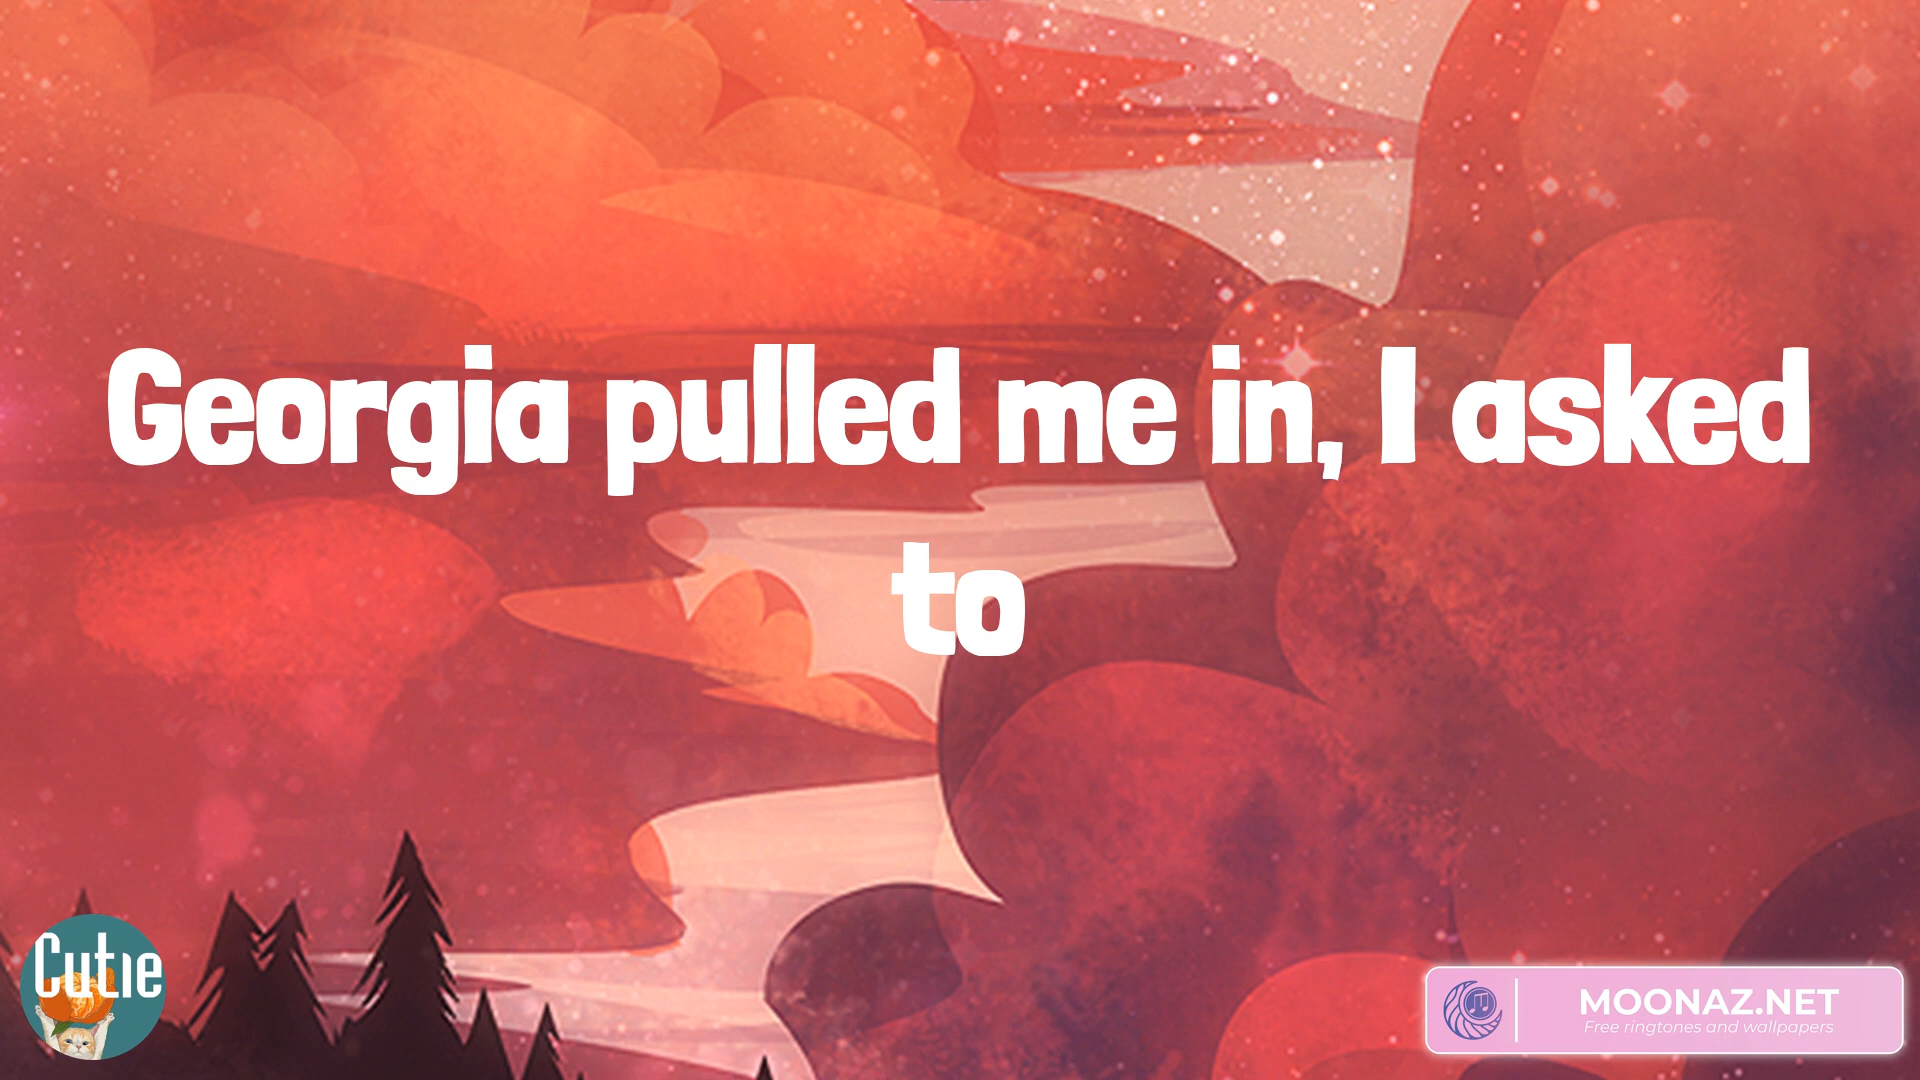 Georgia pulled me in, I asked
to
Cutie
MOONAZ.NET
Free ringtones and wallpapers